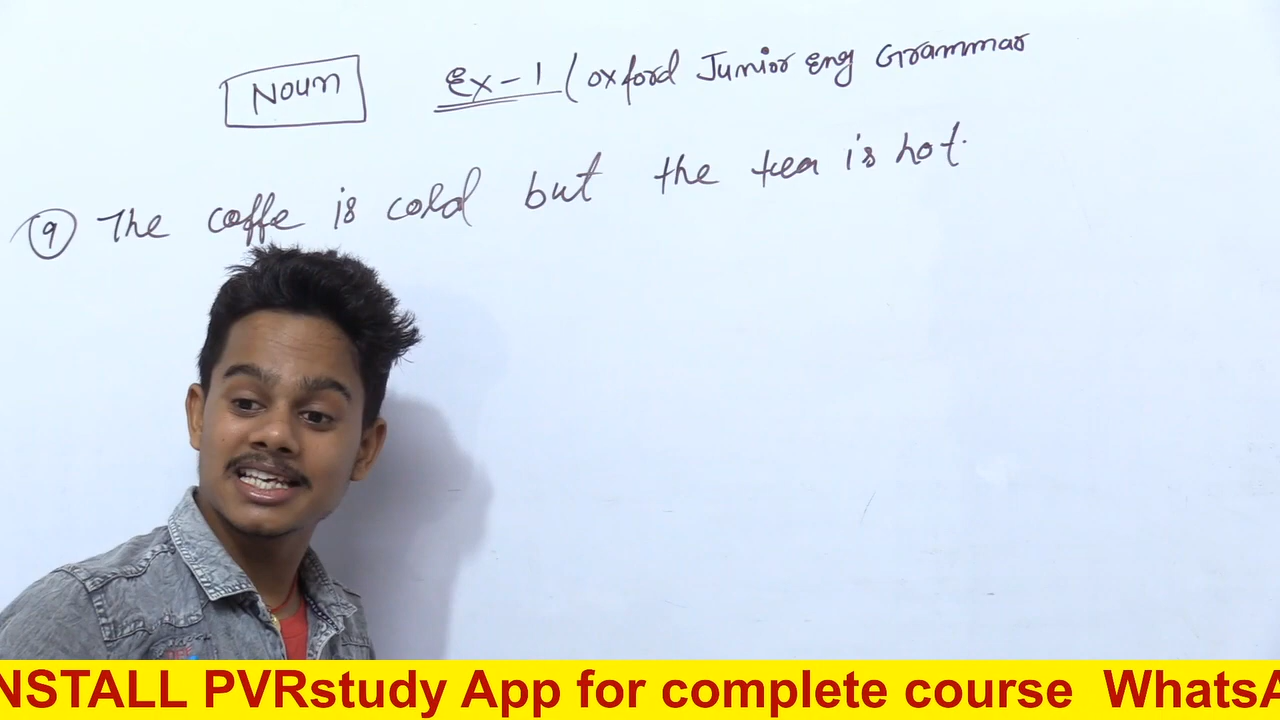 Noun Ex-1 (Oxford Junior Eng Grammar
9 The coffe is cold but the tea is hot.
NSTALL PVRstudy App for complete course WhatsA